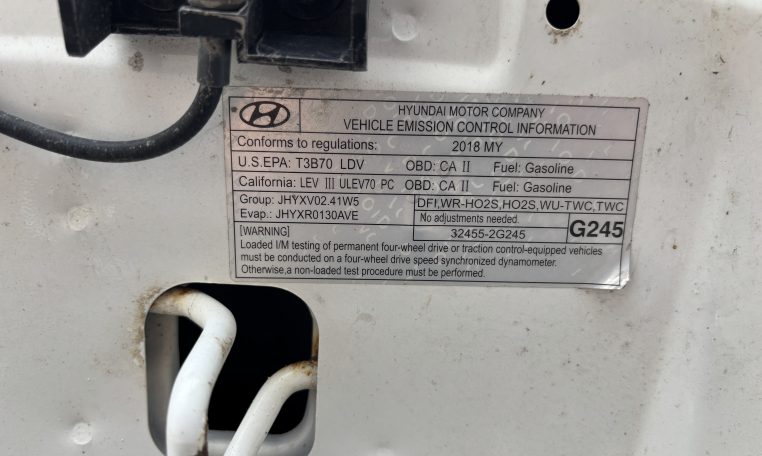 HYUNDAI MOTOR COMPANY
VEHICLE EMISSION CONTROL INFORMATION
Conforms to regulations: 2018 MY
U.S.EPA: T3B70 LDV OBD: CA II Fuel: Gasoline
California: LEV III ULEV70 PC OBD: CA II Fuel: Gasoline
Group: JHYXV02.41W5 DFI,WR-HO2S,HO2S,WU-TWC,TWC
Evap.: JHYXR0130AVE No adjustments needed. G245
[WARNING] 32455-2G245
Loaded I/M testing of permanent four-wheel drive or traction control-equipped vehicles
must be conducted on a four-wheel drive speed synchronized dynamometer.
Otherwise,a non-loaded test procedure must be performed.